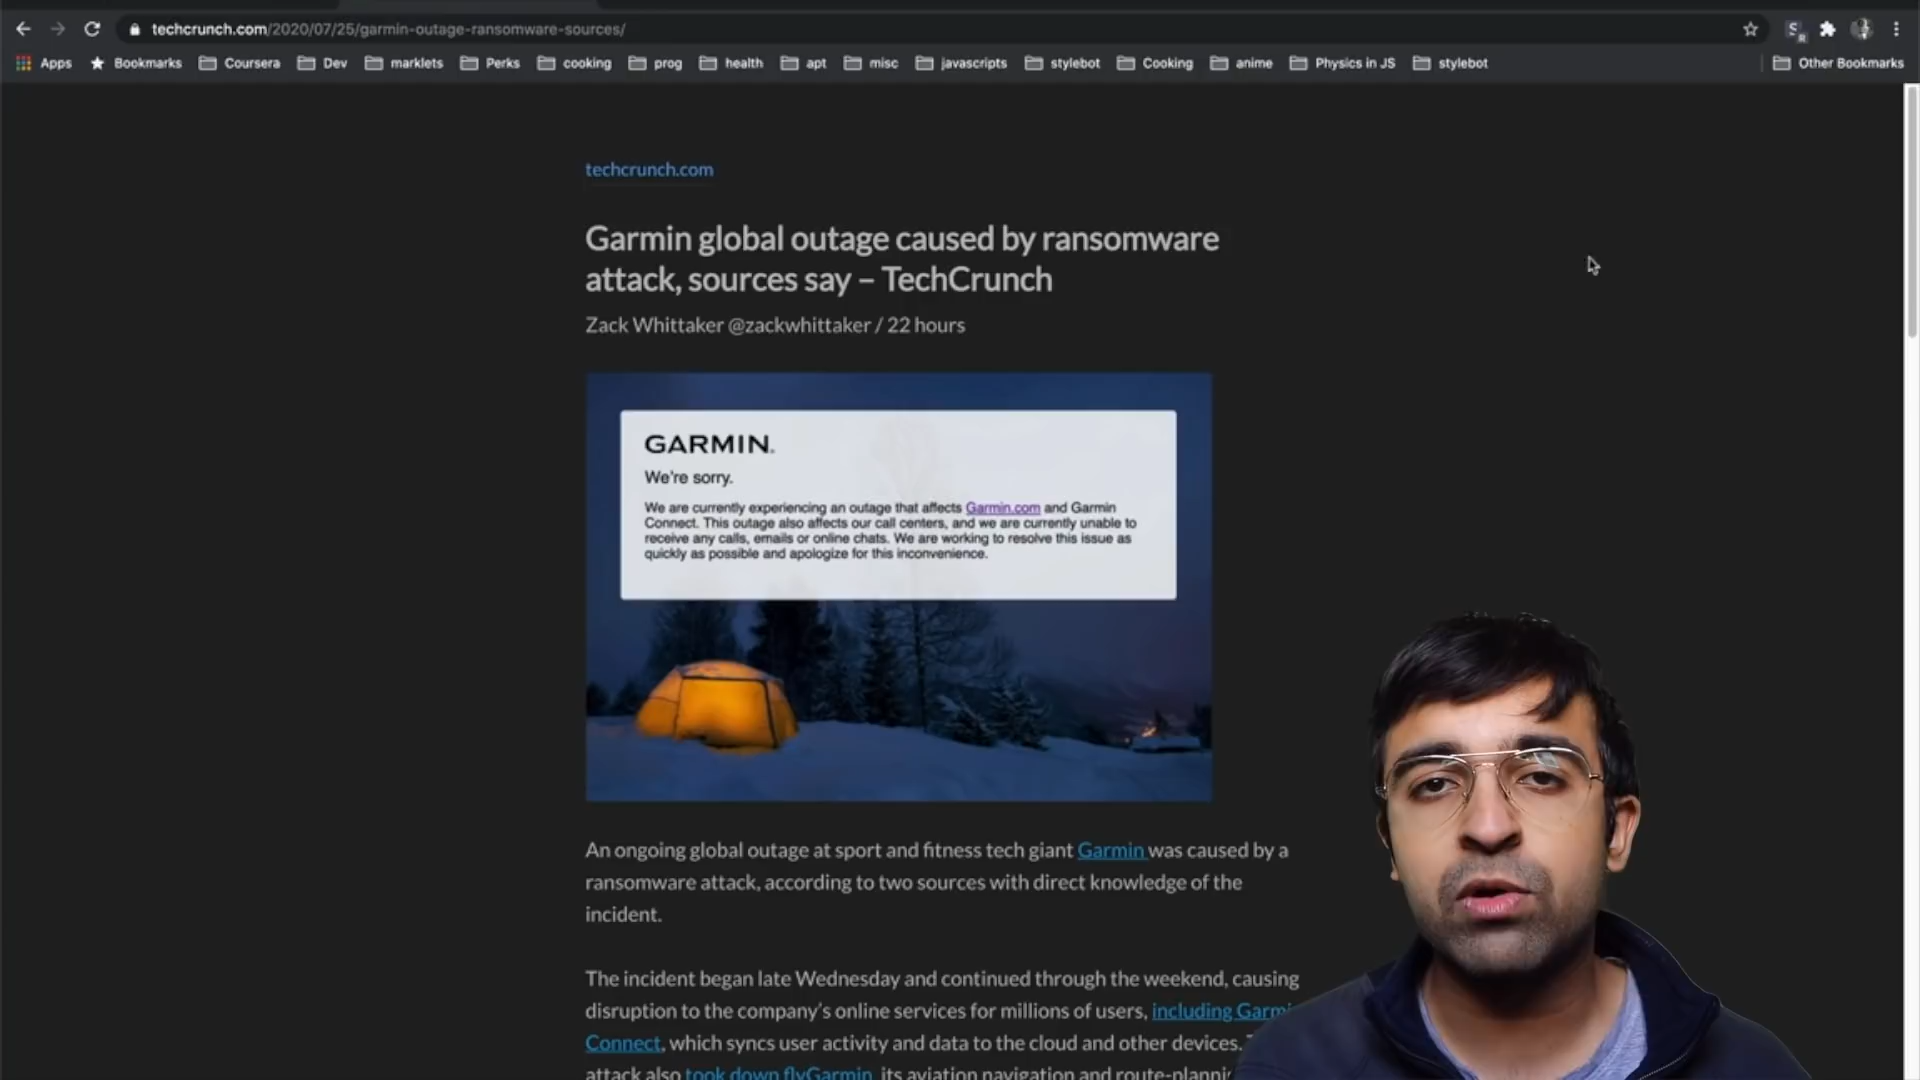 techcrunch.com/2020/07/25/garmin-outage-ransomware-sources/
Apps Bookmarks Coursera Dev marklets Perks cooking prog health apt misc javascripts stylebot Cooking anime Physics in JS stylebot Other Bookmarks
techcrunch.com
Garmin global outage caused by ransomware
attack, sources say – TechCrunch
Zack Whittaker @zackwhittaker / 22 hours
GARMIN.
We're sorry.
We are currently experiencing an outage that affects Garmin.com and Garmin
Connect. This outage also affects our call centers, and we are currently unable to
receive any calls, emails or online chats. We are working to resolve this issue as
quickly as possible and apologize for this inconvenience.
An ongoing global outage at sport and fitness tech giant Garmin was caused by a
ransomware attack, according to two sources with direct knowledge of the
incident.
The incident began late Wednesday and continued through the weekend, causing
disruption to the company's online services for millions of users, including
Connect, which syncs user activity and data to the cloud and other devices.
attack also took down flyGarmin, its aviation navigation and